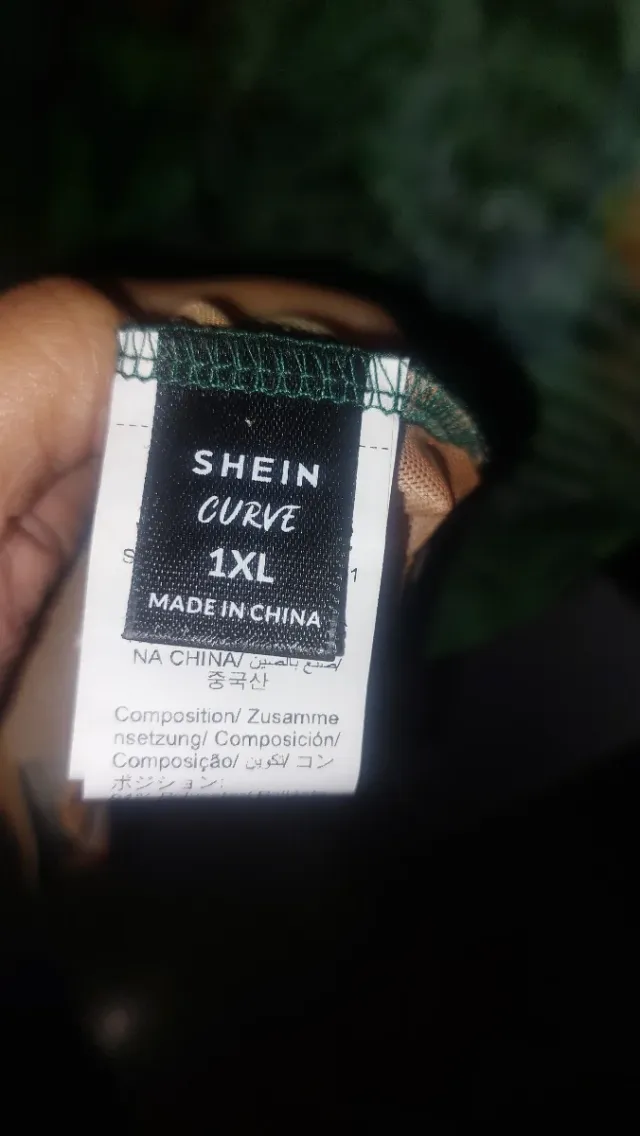 SHEIN
CURVE
1XL
MADE IN CHINA
S
1
NA CHINA/ صنع بالصين/
중국산
Composition/ Zusamme
nsetzung/ Composición/
Composição/ تكوين/ コン
ポジション: